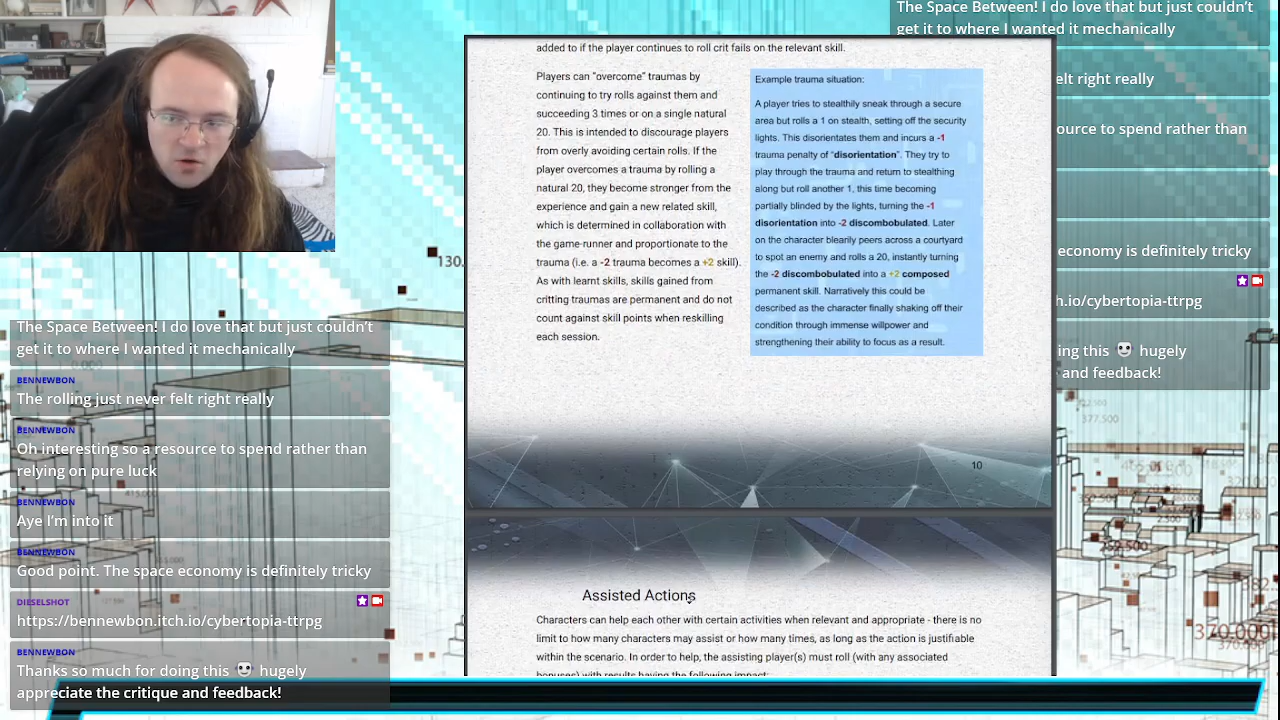 The Space Between! I do love that but just couldn't
get it to where I wanted it mechanically
elt right really
ource to spend rather than
economy is definitely tricky
h.io/cybertopia-ttrpg
ing this hugely
and feedback!
added to if the player continues to roll crit fails on the relevant skill.
Players can "overcome" traumas by
continuing to try rolls against them and
succeeding 3 times or on a single natural
20. This is intended to discourage players
from overly avoiding certain rolls. If the
player overcomes a trauma by rolling a
natural 20, they become stronger from the
experience and gain a new related skill,
which is determined in collaboration with
the game-runner and proportionate to the
trauma (i.e. a -2 trauma becomes a +2 skill).
As with learnt skills, skills gained from
critting traumas are permanent and do not
count against skill points when reskilling
each session.
Example trauma situation:
A player tries to stealthily sneak through a secure
area but rolls a 1 on stealth, setting off the security
lights. This disorientates them and incurs a -1
trauma penalty of "disorientation". They try to
play through the trauma and return to stealthing
along but roll another 1, this time becoming
partially blinded by the lights, turning the -1
disorientation into -2 discombobulated. Later
on the character blearily peers across a courtyard
to spot an enemy and rolls a 20, instantly turning
the -2 discombobulated into a +2 composed
permanent skill. Narratively this could be
described as the character finally shaking off their
condition through immense willpower and
strengthening their ability to focus as a result.
10
Assisted Actions
Characters can help each other with certain activities when relevant and appropriate - there is no
limit to how many characters may assist or how many times, as long as the action is justifiable
within the scenario. In order to help, the assisting player(s) must roll (with any associated
bonuses) with results having the following impact:
The Space Between! I do love that but just couldn't
get it to where I wanted it mechanically
BENNEWBON
The rolling just never felt right really
BENNEWBON
Oh interesting so a resource to spend rather than
relying on pure luck
BENNEWBON
Aye I'm into it
BENNEWBON
Good point. The space economy is definitely tricky
DIESELSHOT
https://bennewbon.itch.io/cybertopia-ttrpg
BENNEWBON
Thanks so much for doing this hugely
appreciate the critique and feedback!
130.
377.500
370.000